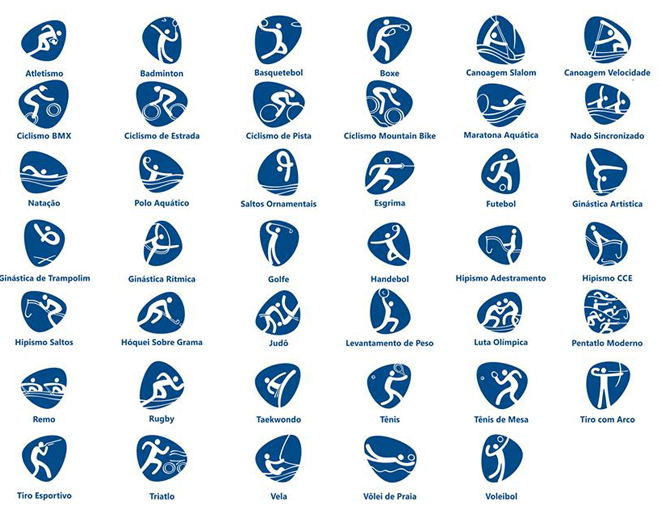 Atletismo
Badminton
Basquetebol
Boxe
Canoagem Slalom
Canoagem Velocidade
Ciclismo BMX
Ciclismo de Estrada
Ciclismo de Pista
Ciclismo Mountain Bike
Maratona Aquática
Nado Sincronizado
Natação
Polo Aquático
Saltos Ornamentais
Esgrima
Futebol
Ginástica Artística
Ginástica de Trampolim
Ginástica Rítmica
Golfe
Handebol
Hipismo Adestramento
Hipismo CCE
Hipismo Saltos
Hóquei Sobre Grama
Judô
Levantamento de Peso
Luta Olímpica
Pentatlo Moderno
Remo
Rugby
Taekwondo
Tênis
Tênis de Mesa
Tiro com Arco
Tiro Esportivo
Triatlo
Vela
Vôlei de Praia
Voleibol